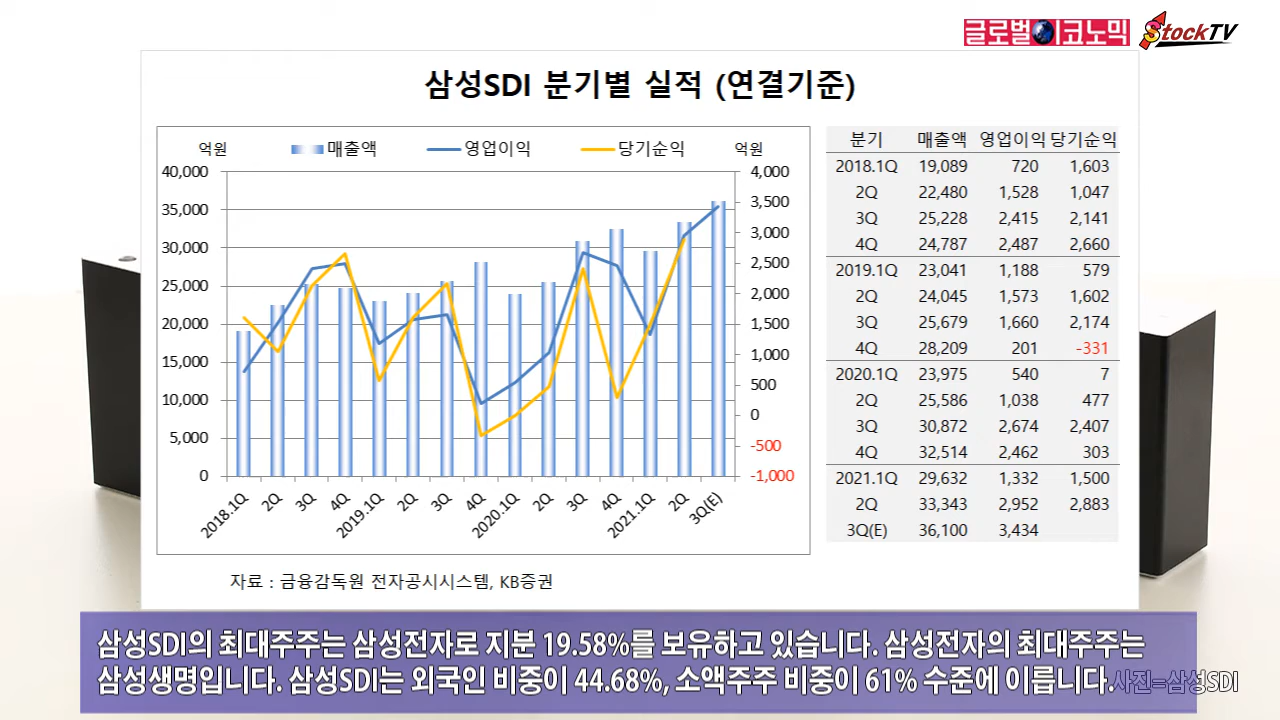 글로벌이코노믹 StockTV
삼성SDI 분기별 실적 (연결기준)
억원 매출액 영업이익 당기순이익 억원
40,000 4,000
35,000 3,500
30,000 3,000
25,000 2,500
20,000 2,000
15,000 1,500
10,000 1,000
5,000 500
0 0
-500
-1,000
2018.1Q 2Q 3Q 4Q 2019.1Q 2Q 3Q 4Q 2020.1Q 2Q 3Q 4Q 2021.1Q 2Q 3Q(E)
분기 매출액 영업이익 당기순익
2018.1Q 19,089 720 1,603
2Q 22,480 1,528 1,047
3Q 25,228 2,415 2,141
4Q 24,787 2,487 2,660
2019.1Q 23,041 1,188 579
2Q 24,045 1,573 1,602
3Q 25,679 1,660 2,174
4Q 28,209 201 -331
2020.1Q 23,975 540 7
2Q 25,586 1,038 477
3Q 30,872 2,674 2,407
4Q 32,514 2,462 303
2021.1Q 29,632 1,332 1,500
2Q 33,343 2,952 2,883
3Q(E) 36,100 3,434
자료 : 금융감독원 전자공시시스템, KB증권
삼성SDI의 최대주주는 삼성전자로 지분 19.58%를 보유하고 있습니다. 삼성전자의 최대주주는
삼성생명입니다. 삼성SDI는 외국인 비중이 44.68%, 소액주주 비중이 61% 수준에 이릅니다.
사진=삼성SDI